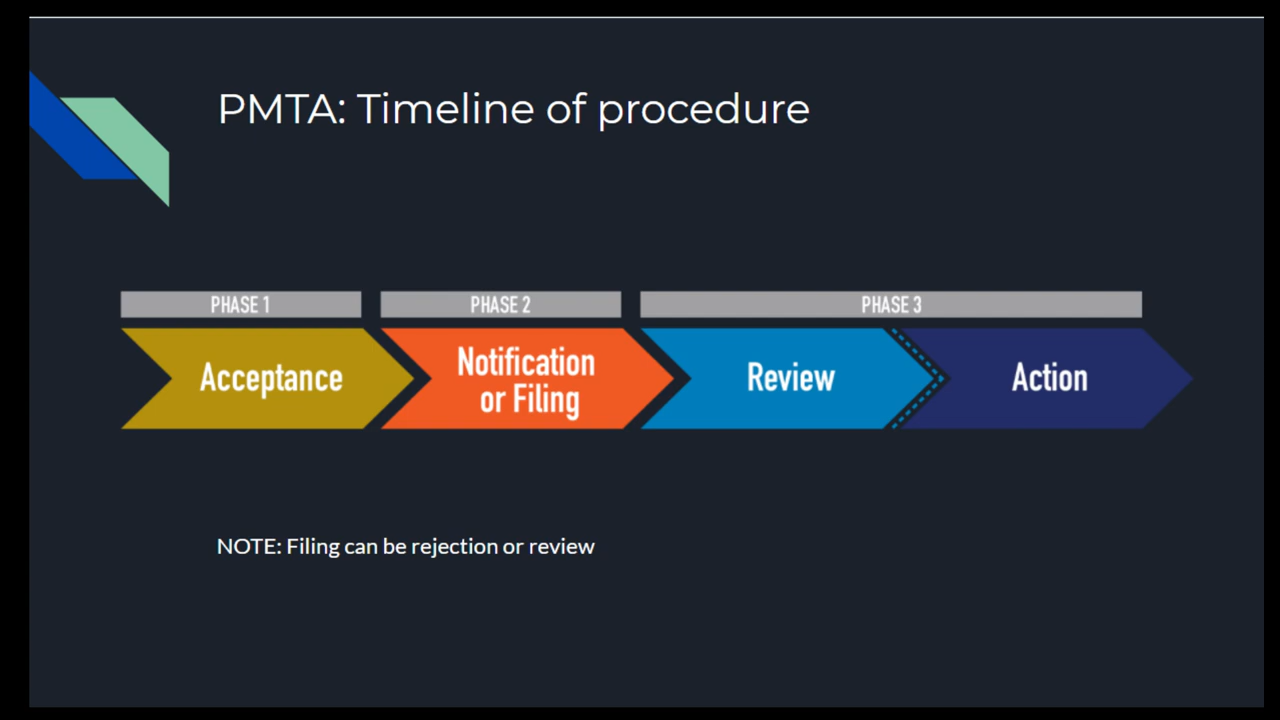 PMTA: Timeline of procedure
PHASE 1
PHASE 2
PHASE 3
Acceptance
Notification
or Filing
Review
Action
NOTE: Filing can be rejection or review